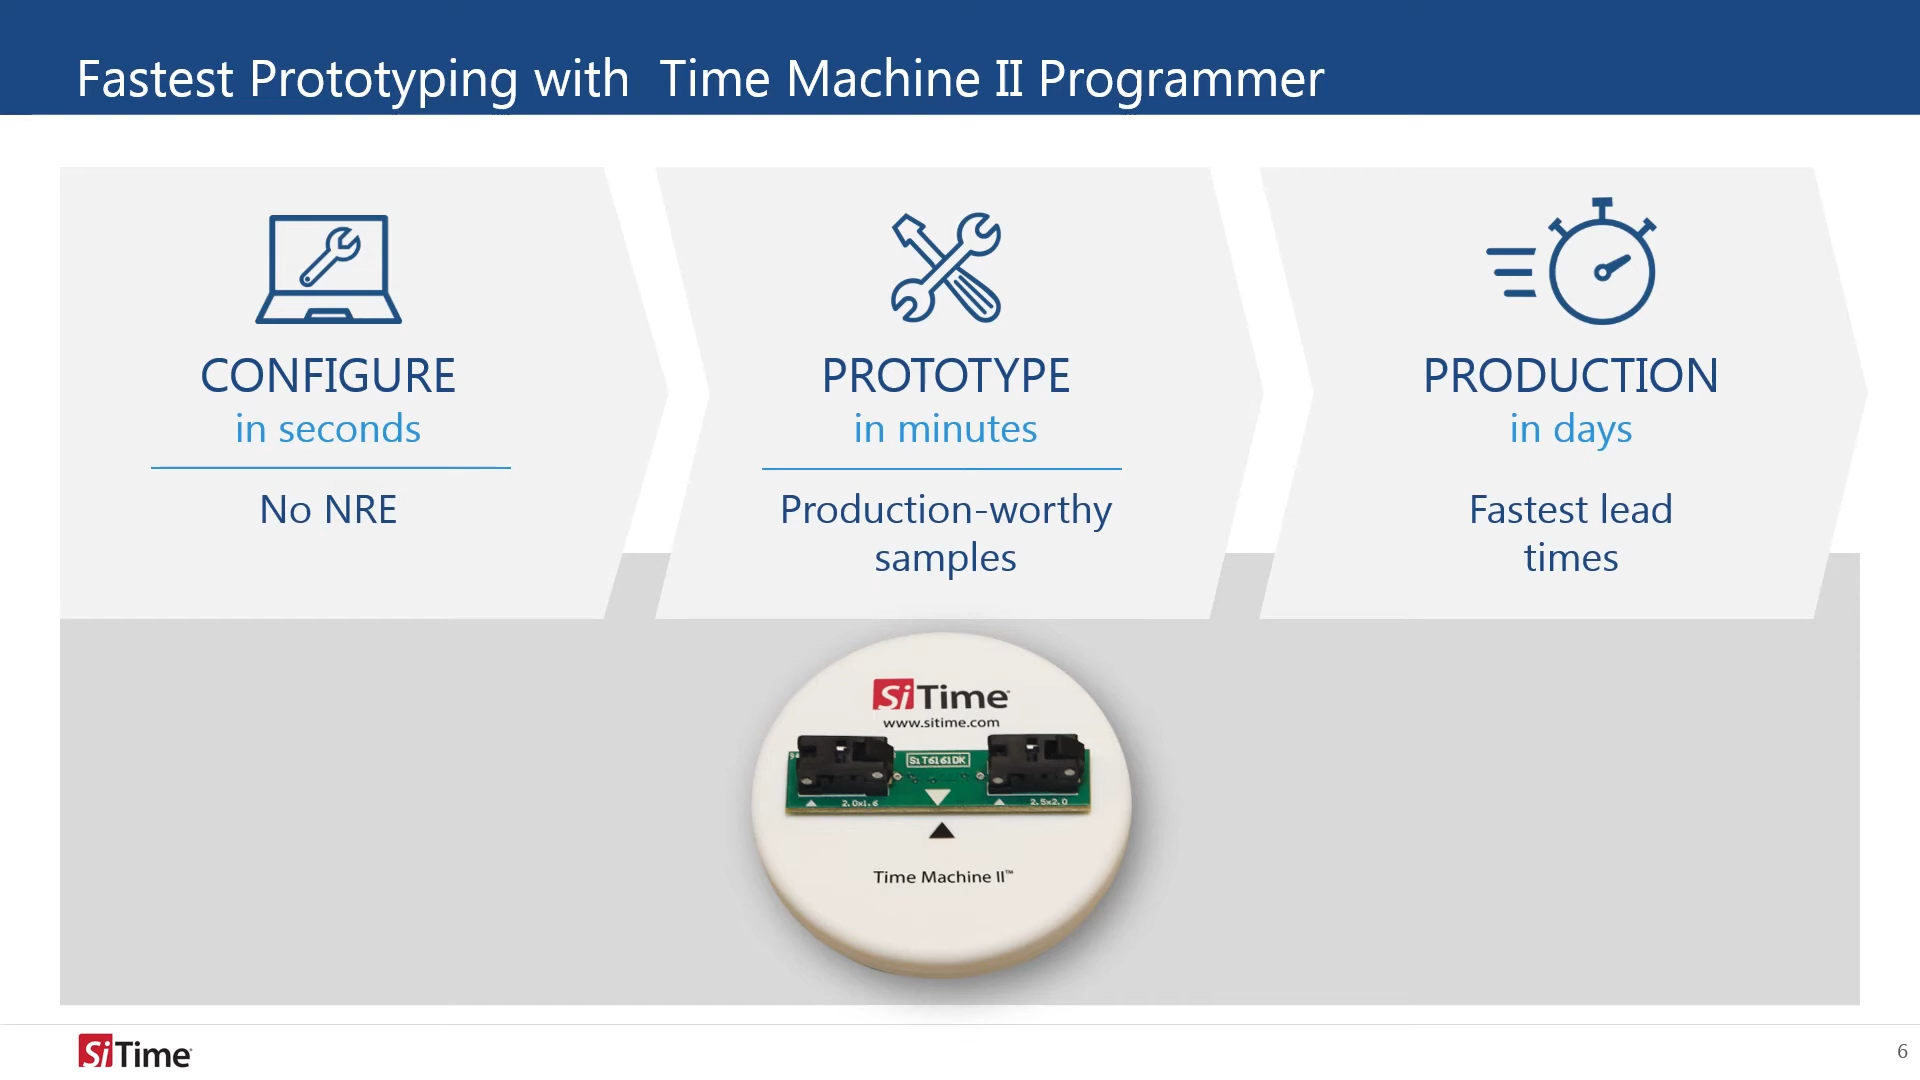 Fastest Prototyping with  Time Machine II Programmer
CONFIGURE
in seconds
No NRE
PROTOTYPE
in minutes
Production-worthy
samples
PRODUCTION
in days
Fastest lead
times
SiTime
www.sitime.com
SiT6161DK
2.0x1.6
2.5x2.0
Time Machine II™
SiTime
6